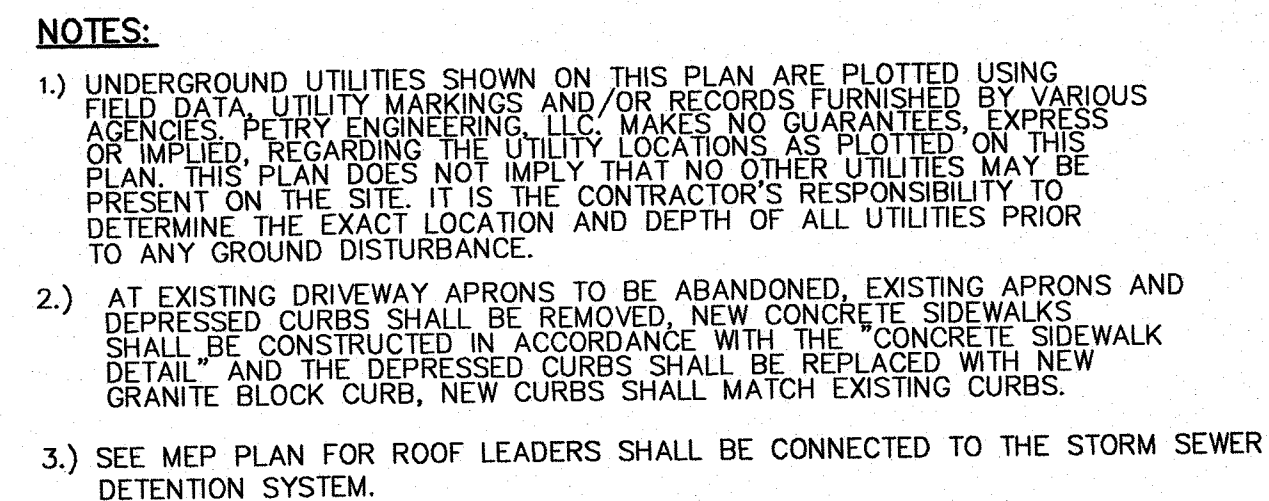 NOTES:
1.) UNDERGROUND UTILITIES SHOWN ON THIS PLAN ARE PLOTTED USING
FIELD DATA, UTILITY MARKINGS AND/OR RECORDS FURNISHED BY VARIOUS
AGENCIES. PETRY ENGINEERING, LLC. MAKES NO GUARANTEES, EXPRESS
OR IMPLIED, REGARDING THE UTILITY LOCATIONS AS PLOTTED ON THIS
PLAN. THIS PLAN DOES NOT IMPLY THAT NO OTHER UTILITIES MAY BE
PRESENT ON THE SITE. IT IS THE CONTRACTOR'S RESPONSIBILITY TO
DETERMINE THE EXACT LOCATION AND DEPTH OF ALL UTILITIES PRIOR
TO ANY GROUND DISTURBANCE.
2.) AT EXISTING DRIVEWAY APRONS TO BE ABANDONED, EXISTING APRONS AND
DEPRESSED CURBS SHALL BE REMOVED, NEW CONCRETE SIDEWALKS
SHALL BE CONSTRUCTED IN ACCORDANCE WITH THE "CONCRETE SIDEWALK
DETAIL" AND THE DEPRESSED CURBS SHALL BE REPLACED WITH NEW
GRANITE BLOCK CURB, NEW CURBS SHALL MATCH EXISTING CURBS.
3.) SEE MEP PLAN FOR ROOF LEADERS SHALL BE CONNECTED TO THE STORM SEWER
DETENTION SYSTEM.